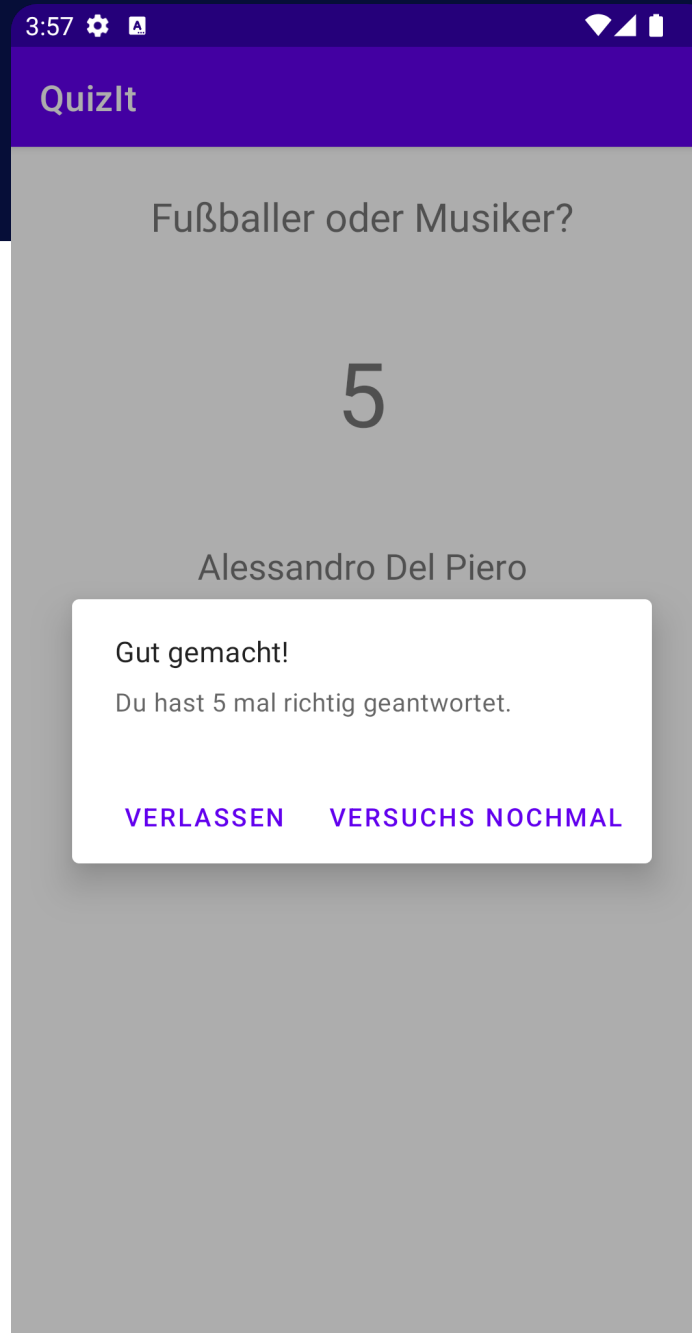 3:57
QuizIt
Fußballer oder Musiker?
5
Alessandro Del Piero
Gut gemacht!
Du hast 5 mal richtig geantwortet.
VERLASSEN VERSUCHS NOCHMAL